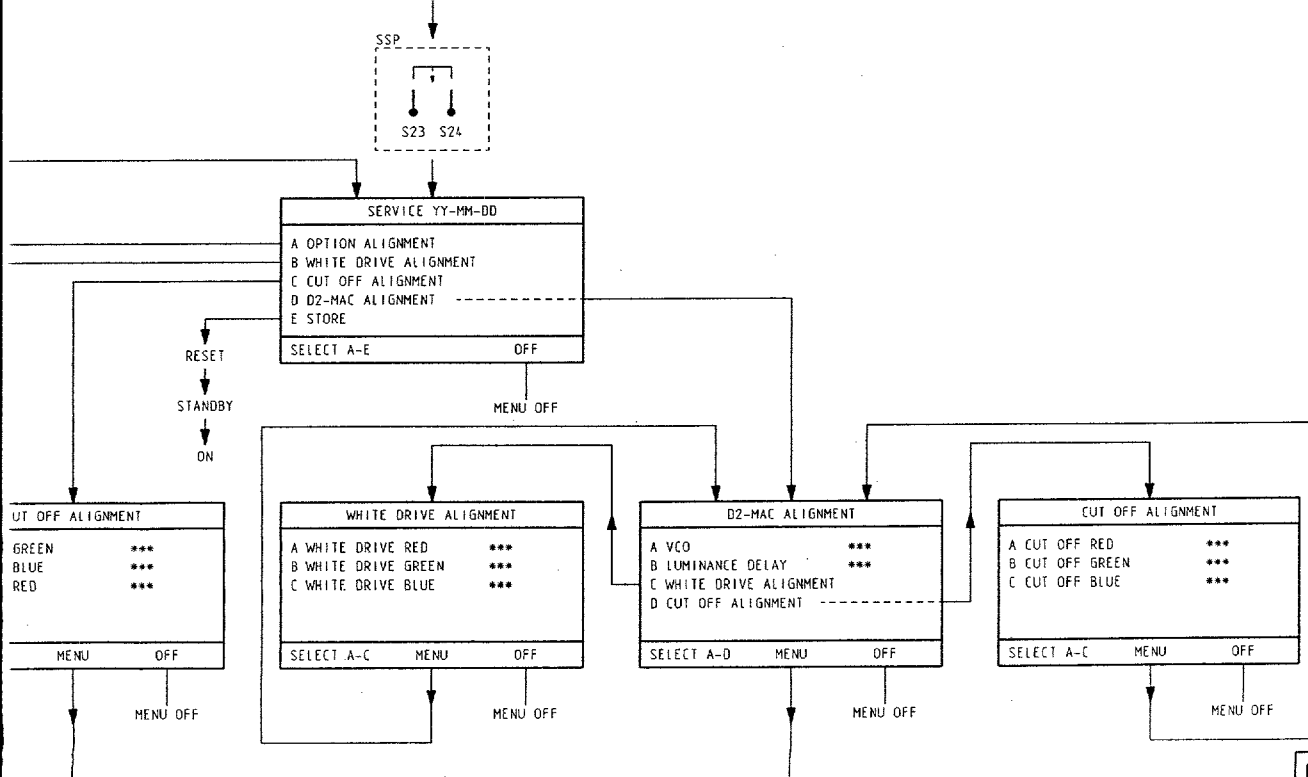 SSP
S23 S24
SERVICE YY-MM-DD
A OPTION ALIGNMENT
B WHITE DRIVE ALIGNMENT
C CUT OFF ALIGNMENT
D D2-MAC ALIGNMENT
E STORE
SELECT A-E OFF
MENU OFF
RESET
STANDBY
ON
UT OFF ALIGNMENT
GREEN ***
BLUE ***
RED ***
MENU OFF
MENU OFF
WHITE DRIVE ALIGNMENT
A WHITE DRIVE RED ***
B WHITE DRIVE GREEN ***
C WHITE DRIVE BLUE ***
SELECT A-C MENU OFF
MENU OFF
D2-MAC ALIGNMENT
A VCO ***
B LUMINANCE DELAY ***
C WHITE DRIVE ALIGNMENT
D CUT OFF ALIGNMENT
SELECT A-D MENU OFF
MENU OFF
CUT OFF ALIGNMENT
A CUT OFF RED ***
B CUT OFF GREEN ***
C CUT OFF BLUE ***
SELECT A-C MENU OFF
MENU OFF